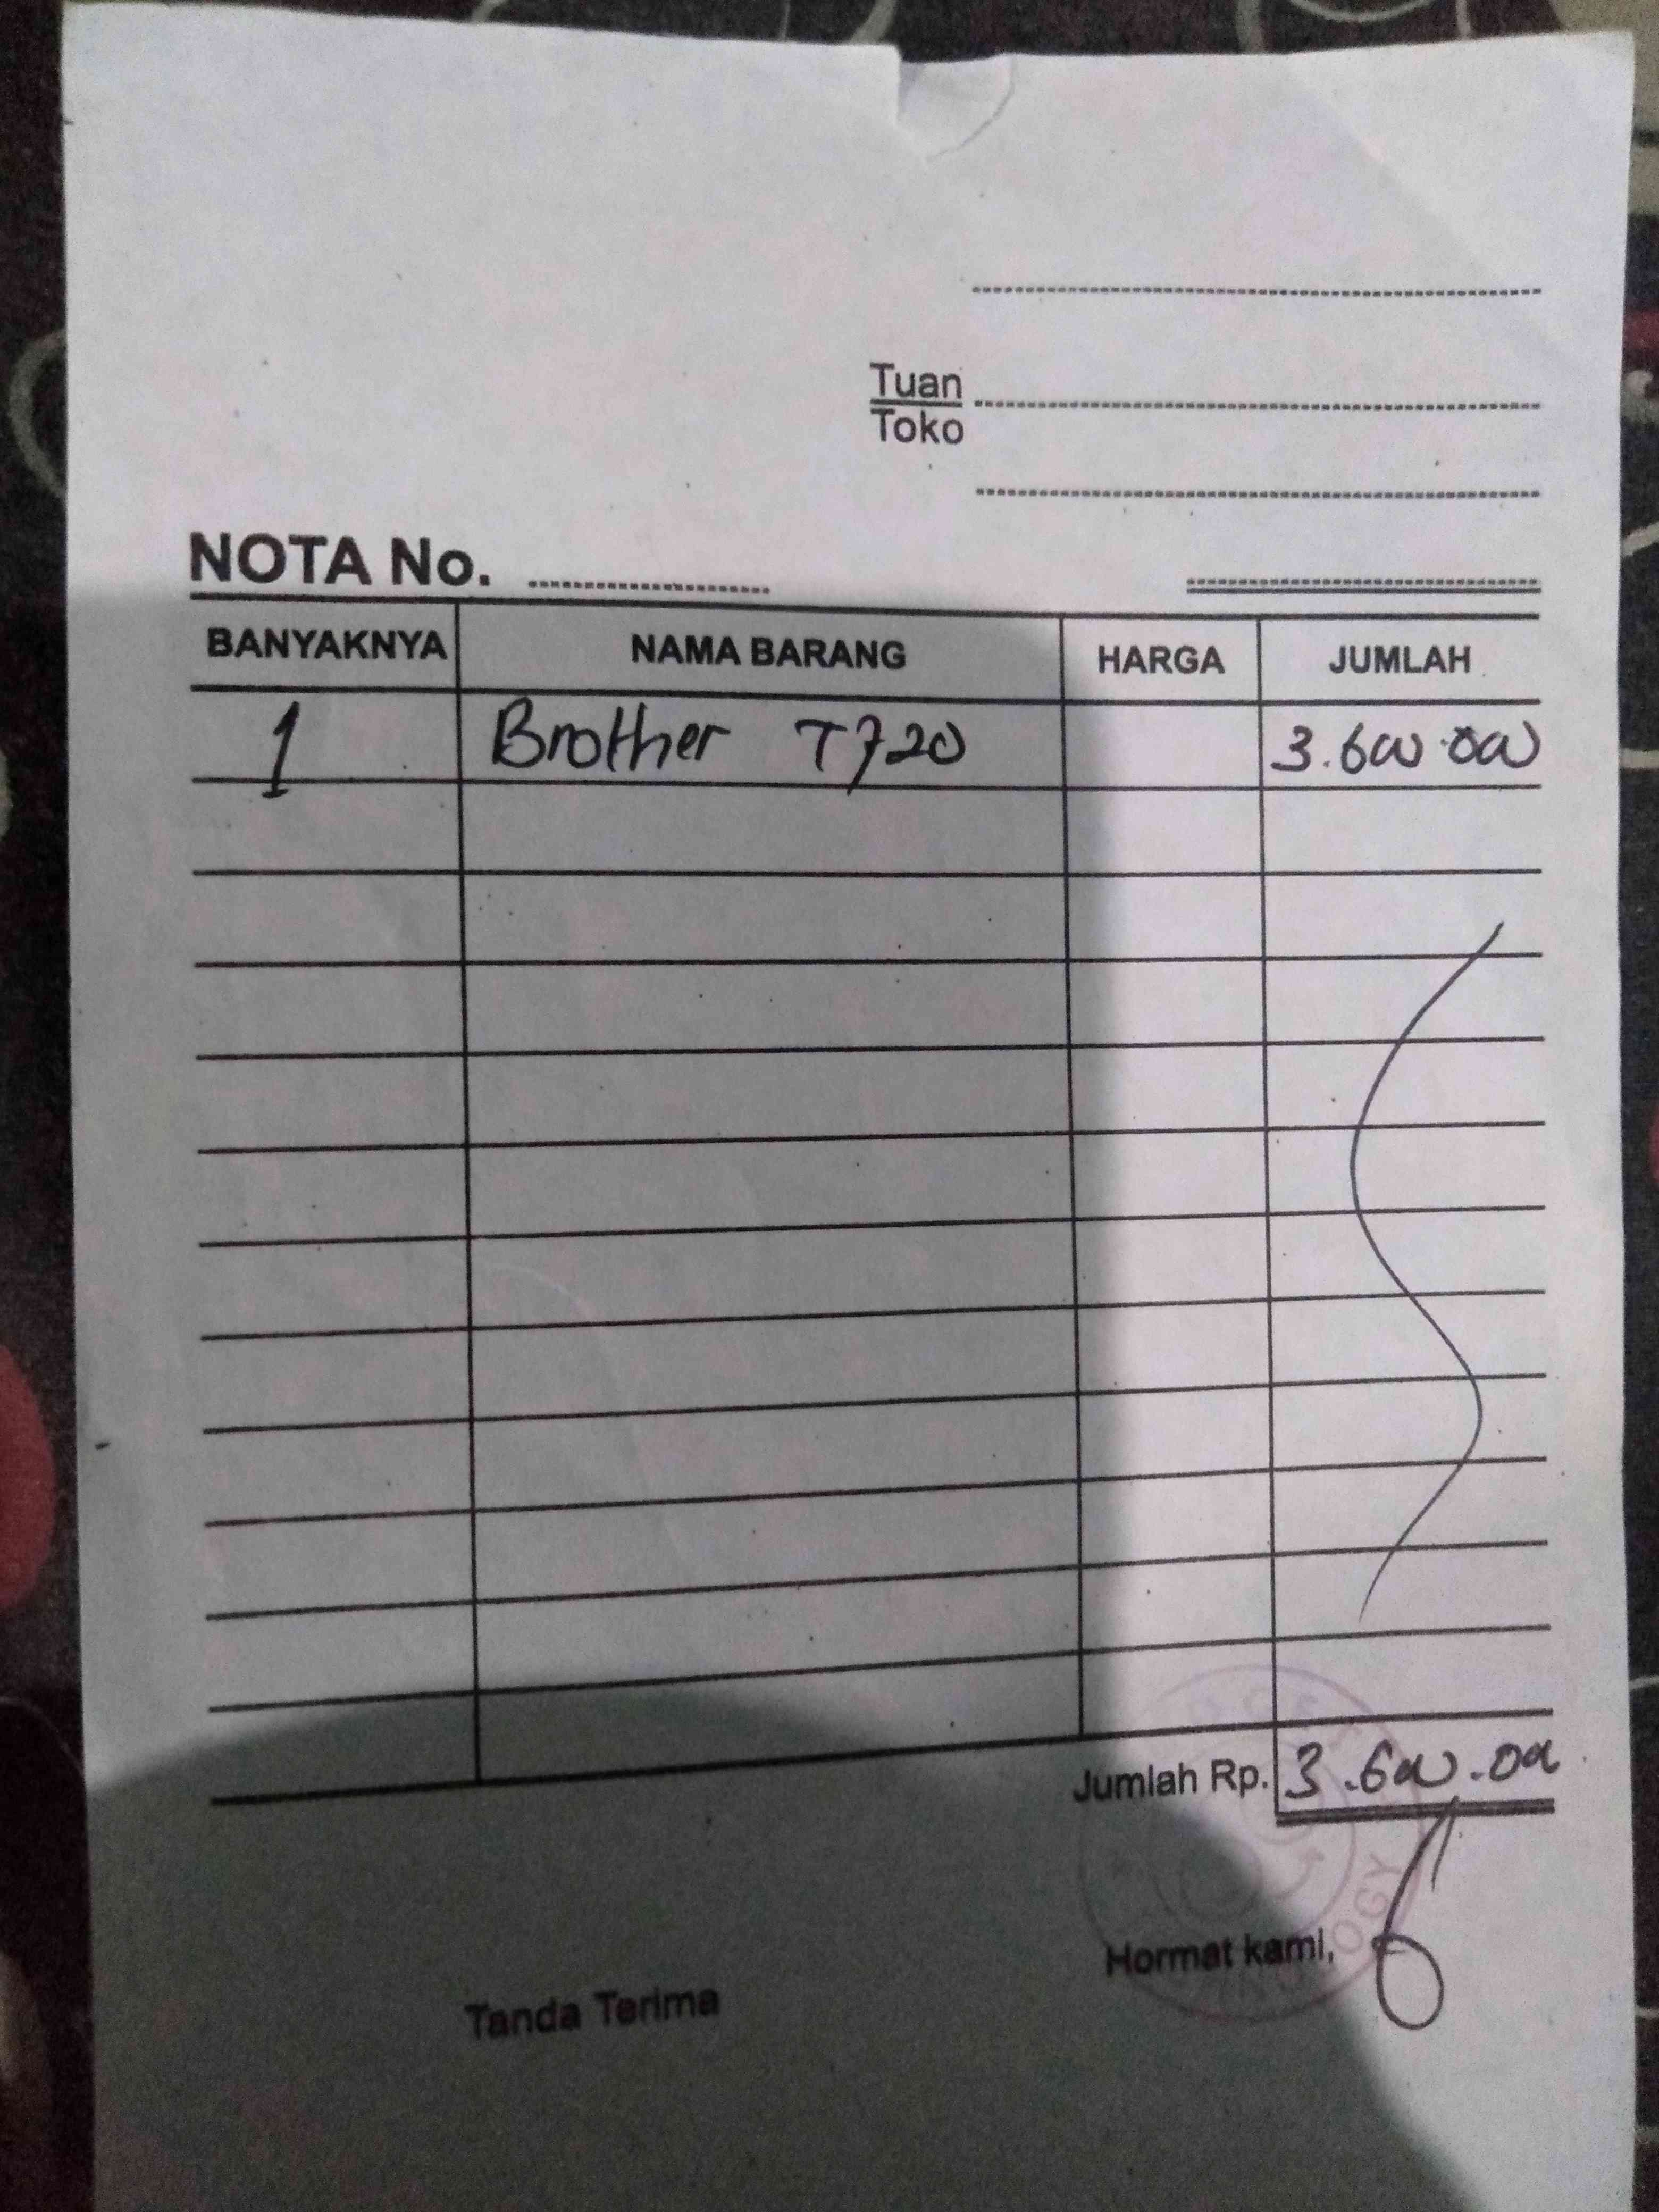 Tuan
Toko
NOTA No.
BANYAKNYA NAMA BARANG HARGA JUMLAH
1 Brother T720 3.600.000
Jumlah Rp. 3.600.000
Hormat kami,
Tanda Terima